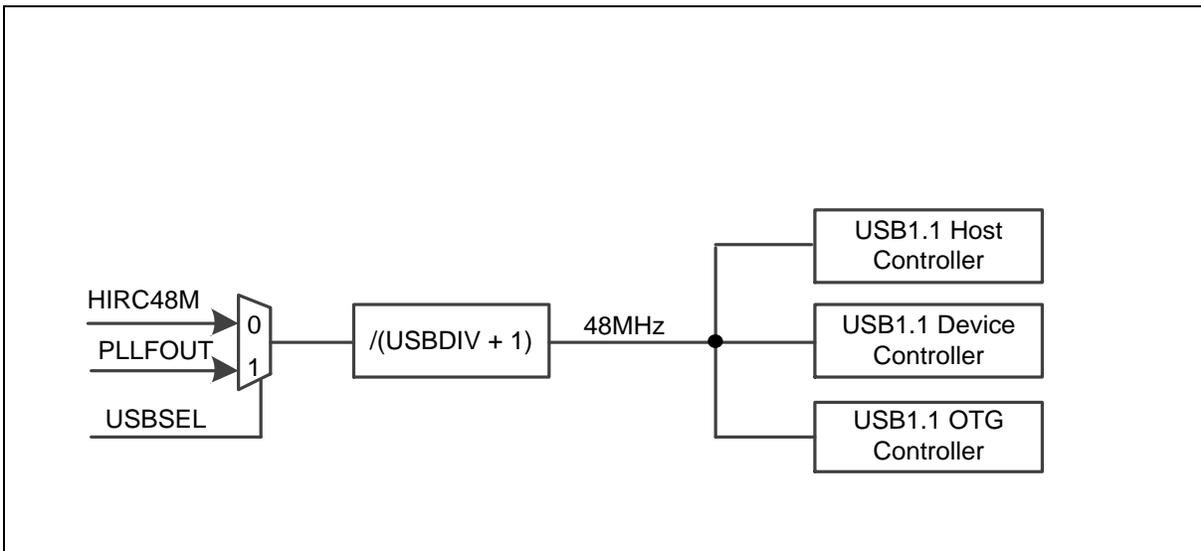 HIRC48M
PLLFOUT
USBSEL
0
1
/(USBDIV + 1)
48MHz
USB1.1 Host
Controller
USB1.1 Device
Controller
USB1.1 OTG
Controller